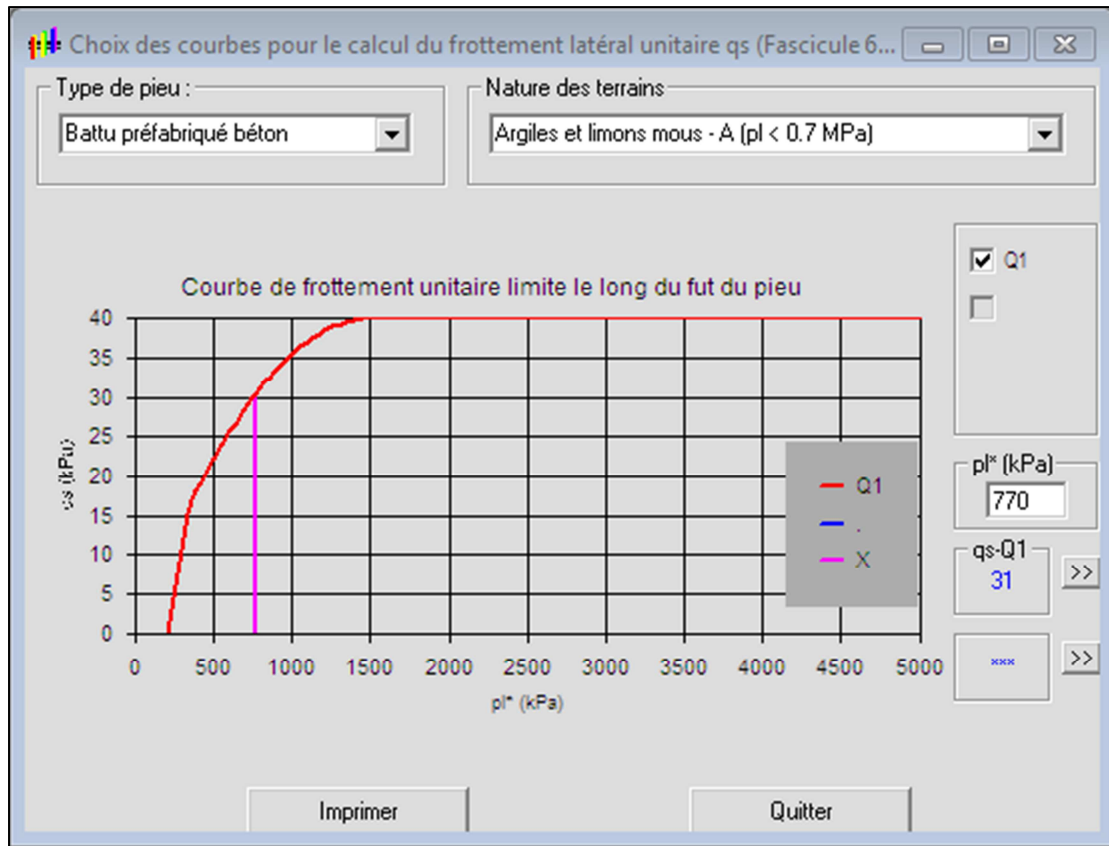 Choix des courbes pour le calcul du frottement latéral unitaire qs (Fascicule 6...
Type de pieu :
Battu préfabriqué béton
Nature des terrains
Argiles et limons mous - A (pl < 0.7 MPa)
Q1
Courbe de frottement unitaire limite le long du fut du pieu
40
35
30
25
20
15
10
5
0
qs (kPa)
0 500 1000 1500 2000 2500 3000 3500 4000 4500 5000
pl* (kPa)
Q1
.
X
pl* (kPa)
770
qs-Q1
31
>>
***
>>
Imprimer
Quitter